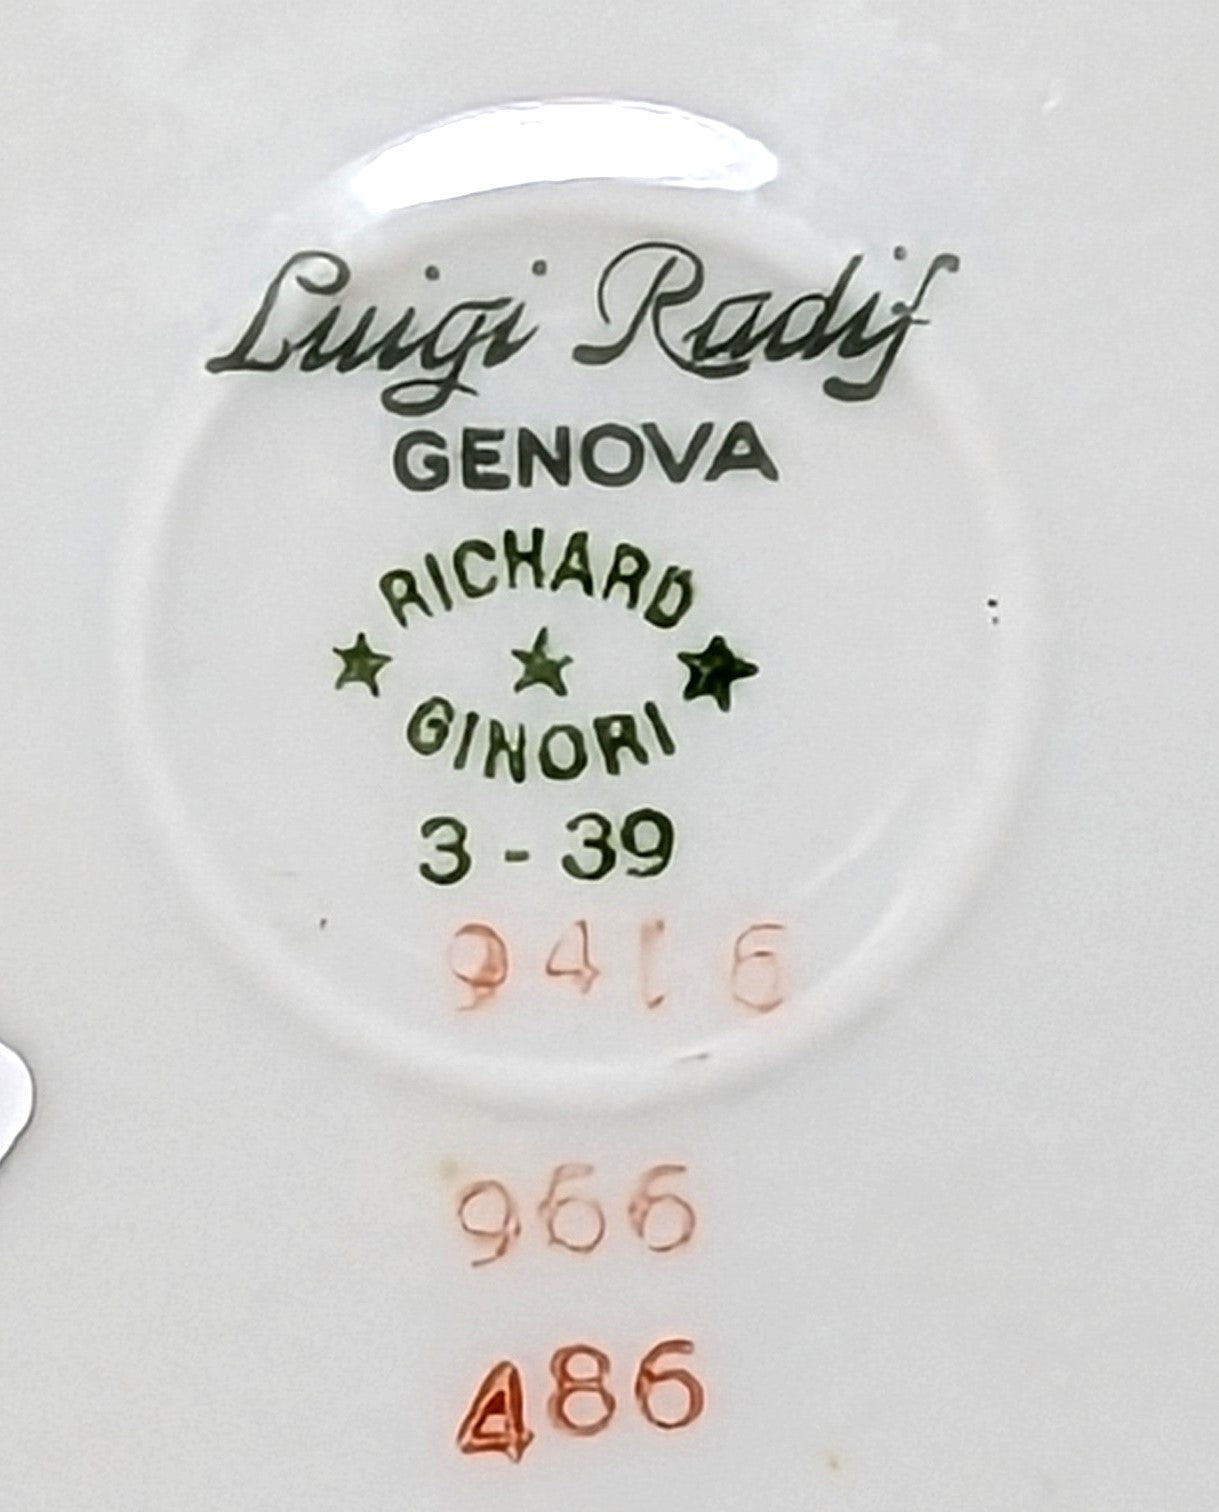 Luigi Radif
GENOVA
RICHARD
GINORI
3 - 39
9416
966
486